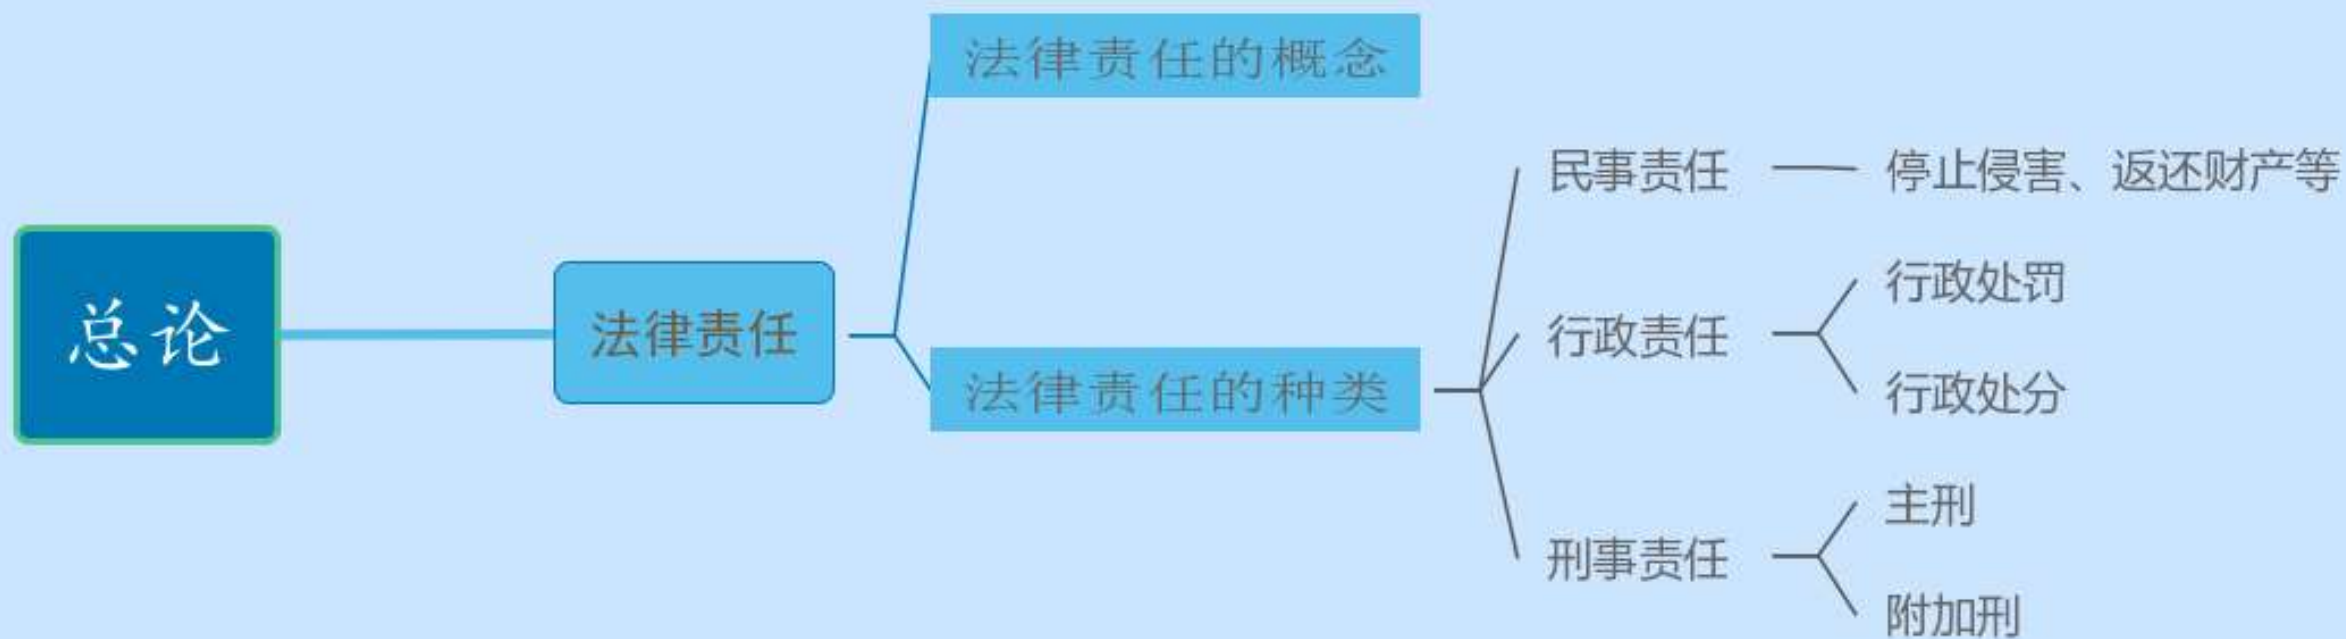 总论
法律责任
法律责任的概念
法律责任的种类
民事责任
停止侵害、返还财产等
行政责任
行政处罚
行政处分
刑事责任
主刑
附加刑